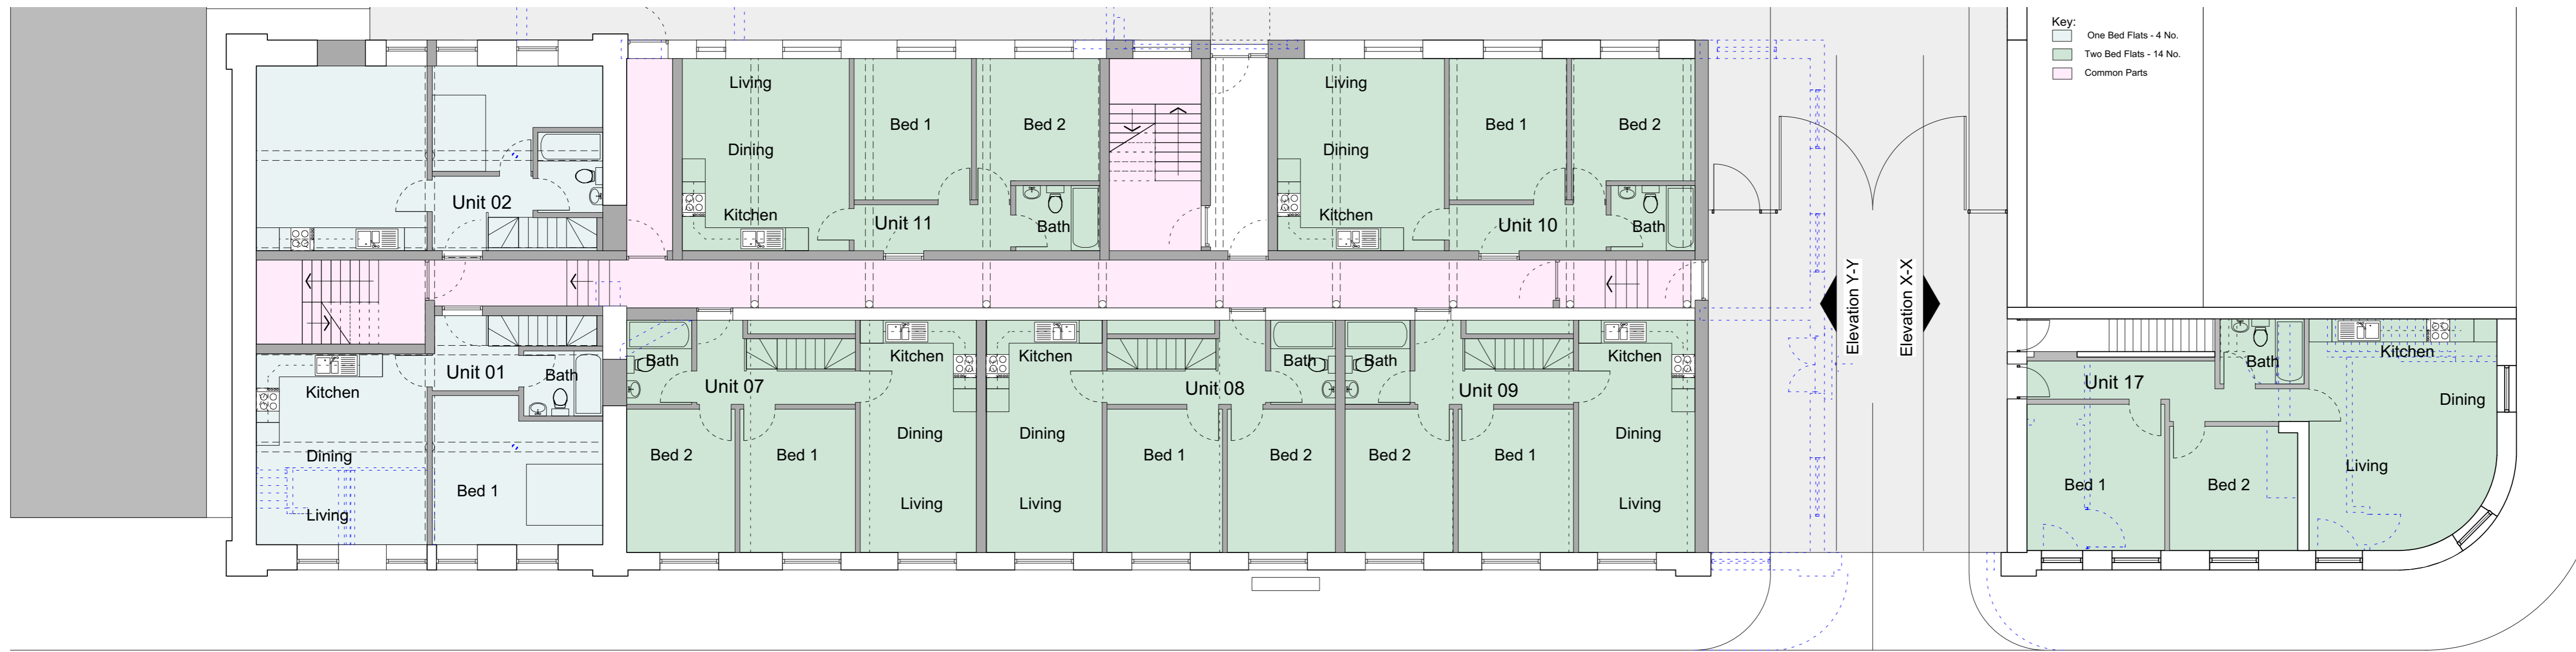 Key:
One Bed Flats - 4 No.
Two Bed Flats - 14 No.
Common Parts
Unit 02
Living
Dining
Kitchen
Bed 1
Bed 2
Unit 11
Bath
Living
Dining
Kitchen
Bed 1
Bed 2
Unit 10
Bath
Unit 01
Kitchen
Bath
Dining
Bed 1
Living
Bath
Unit 07
Kitchen
Bed 2
Bed 1
Dining
Living
Kitchen
Unit 08
Bath
Dining
Bed 1
Bed 2
Living
Bath
Unit 09
Kitchen
Bed 2
Bed 1
Dining
Living
Elevation Y-Y
Elevation X-X
Unit 17
Bath
Kitchen
Dining
Living
Bed 1
Bed 2